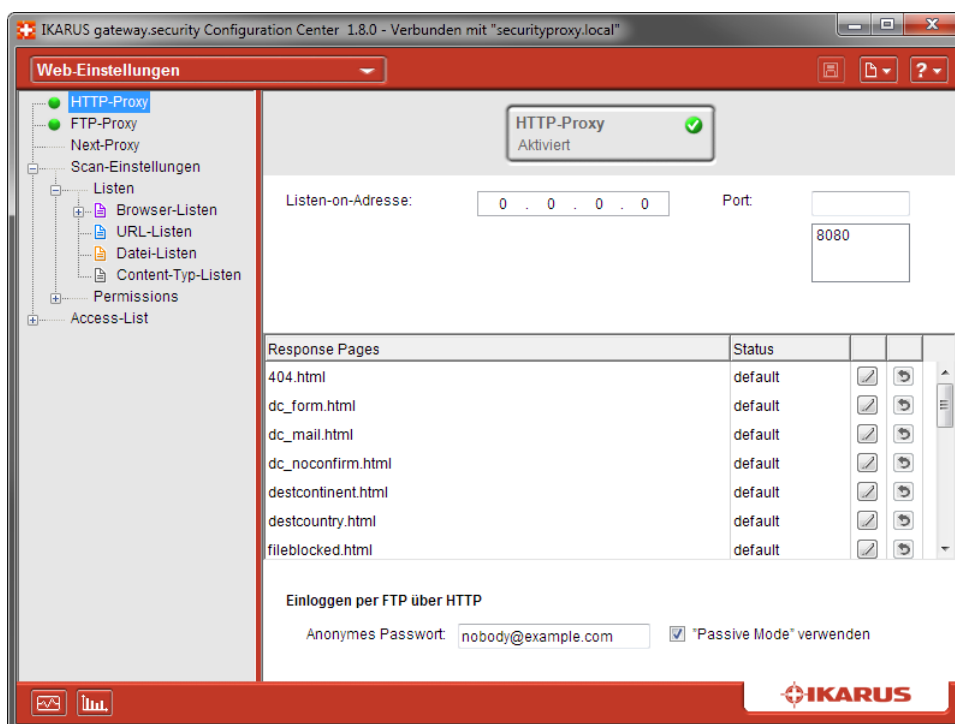 IKARUS gateway.security Configuration Center 1.8.0 - Verbunden mit "securityproxy.local"
Web-Einstellungen
?
HTTP-Proxy
FTP-Proxy
Next-Proxy
Scan-Einstellungen
Listen
Browser-Listen
URL-Listen
Datei-Listen
Content-Typ-Listen
Permissions
Access-List
HTTP-Proxy
Aktiviert
Listen-on-Adresse: 0 . 0 . 0 . 0 Port:
8080
Response Pages Status
404.html default
dc_form.html default
dc_mail.html default
dc_noconfirm.html default
destcontinent.html default
destcountry.html default
fileblocked.html default
Einloggen per FTP über HTTP
Anonymes Passwort: nobody@example.com "Passive Mode" verwenden
IKARUS